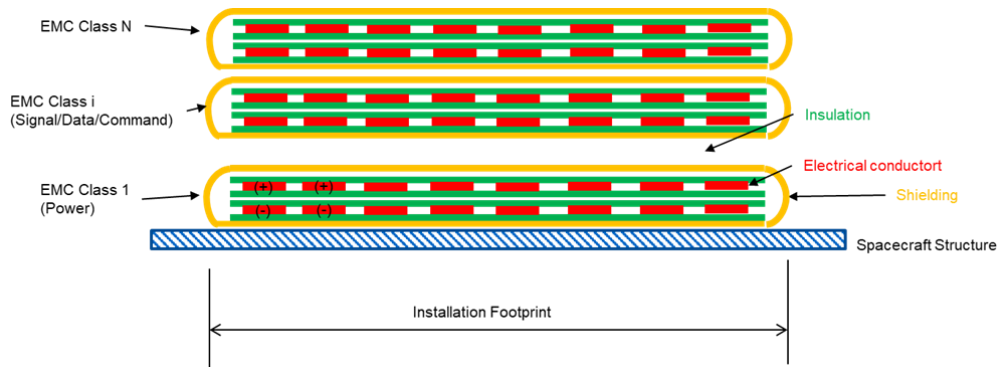 EMC Class N
EMC Class i
(Signal/Data/Command)
Insulation
Electrical conductort
EMC Class 1
(Power)
(+) (+)
(-) (-)
Shielding
Spacecraft Structure
Installation Footprint